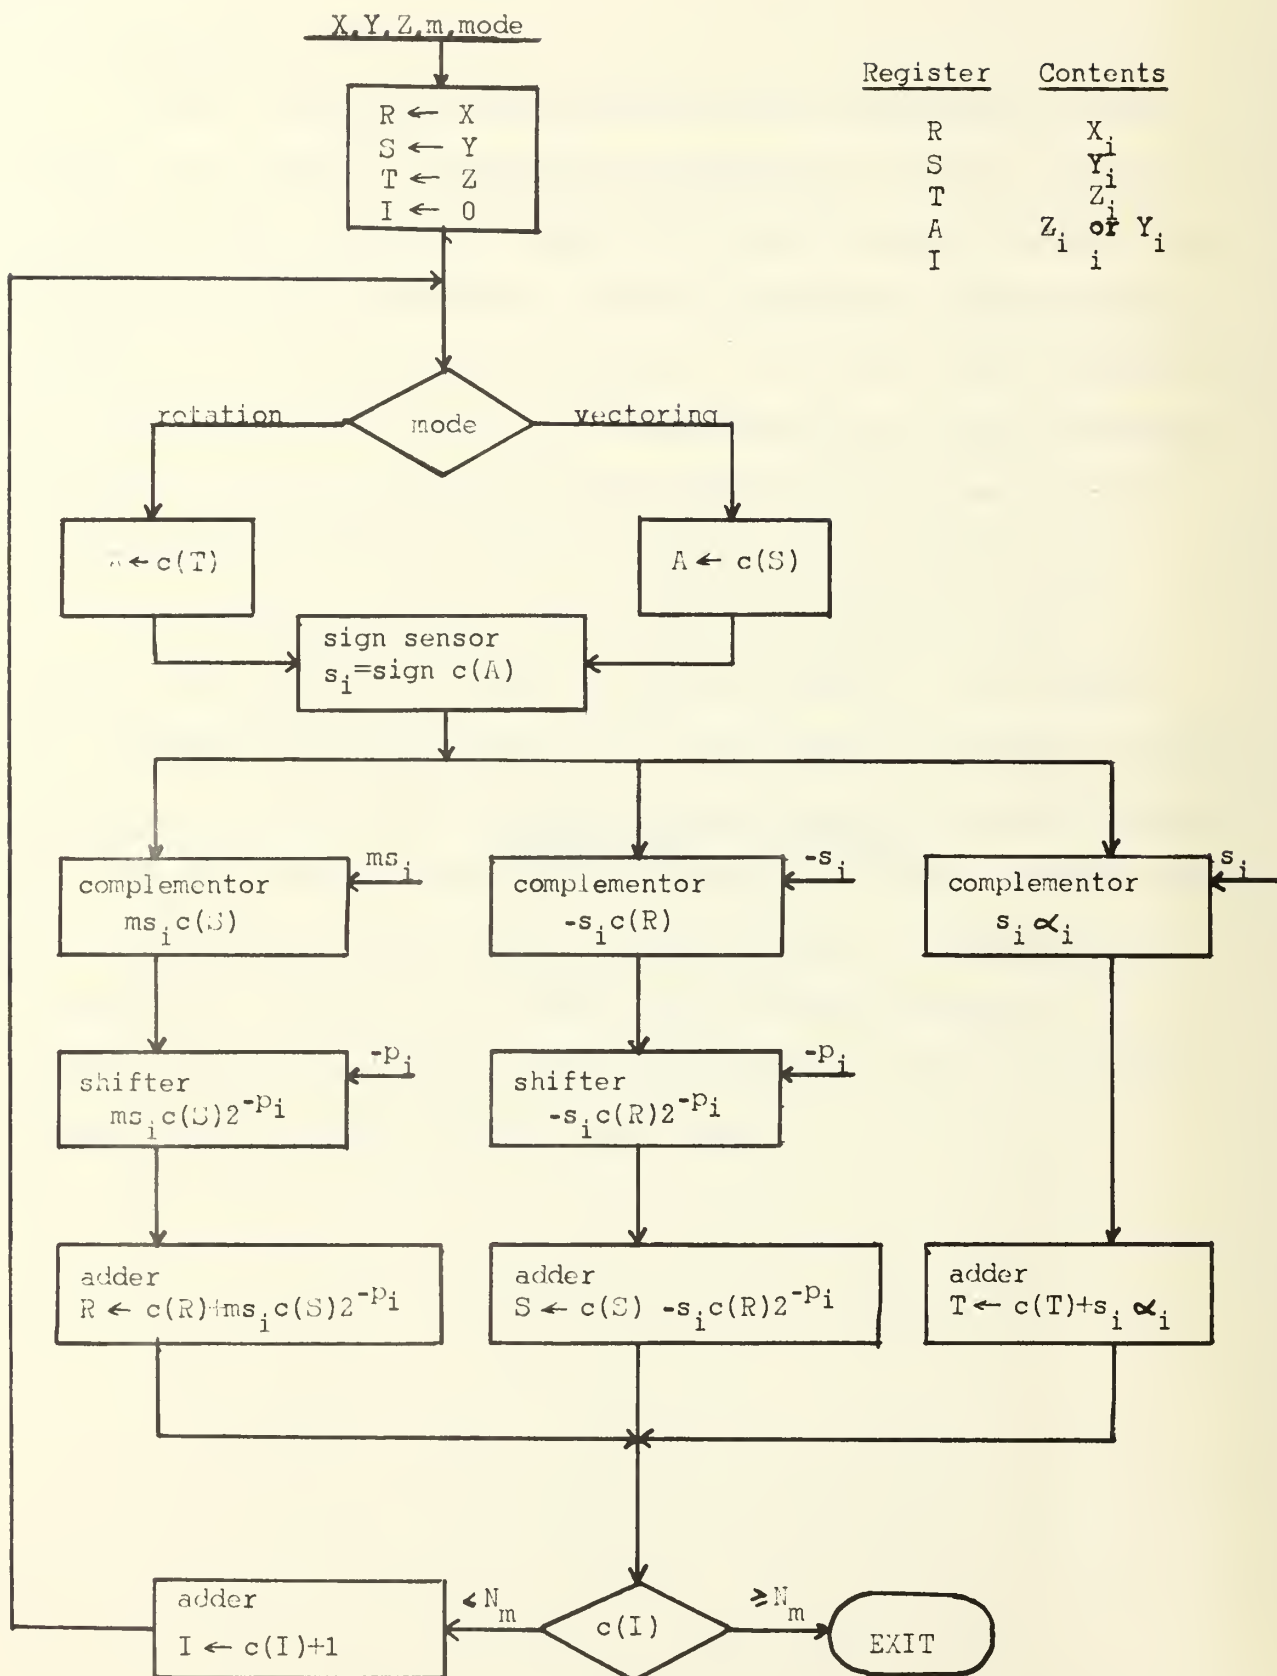 X,Y,Z,m,mode
R ← X
S ← Y
T ← Z
I ← 0
Register Contents
R X_i
S Y_i
T Z_i
A Z_i or Y_i
I i
rotation
mode
vectoring
← c(T)
A ← c(S)
sign sensor
s_i=sign c(A)
ms_i
complementor
ms_i c(S)
-s_i
complementor
-s_i c(R)
s_i
complementor
s_i ∝_i
-p_i
shifter
ms_i c(S)2^-p_i
-p_i
shifter
-s_i c(R)2^-p_i
adder
R ← c(R)+ms_i c(S)2^-p_i
adder
S ← c(S) -s_i c(R)2^-p_i
adder
T ← c(T)+s_i ∝_i
adder
I ← c(I)+1
< N_m
c(I)
≥N_m
EXIT